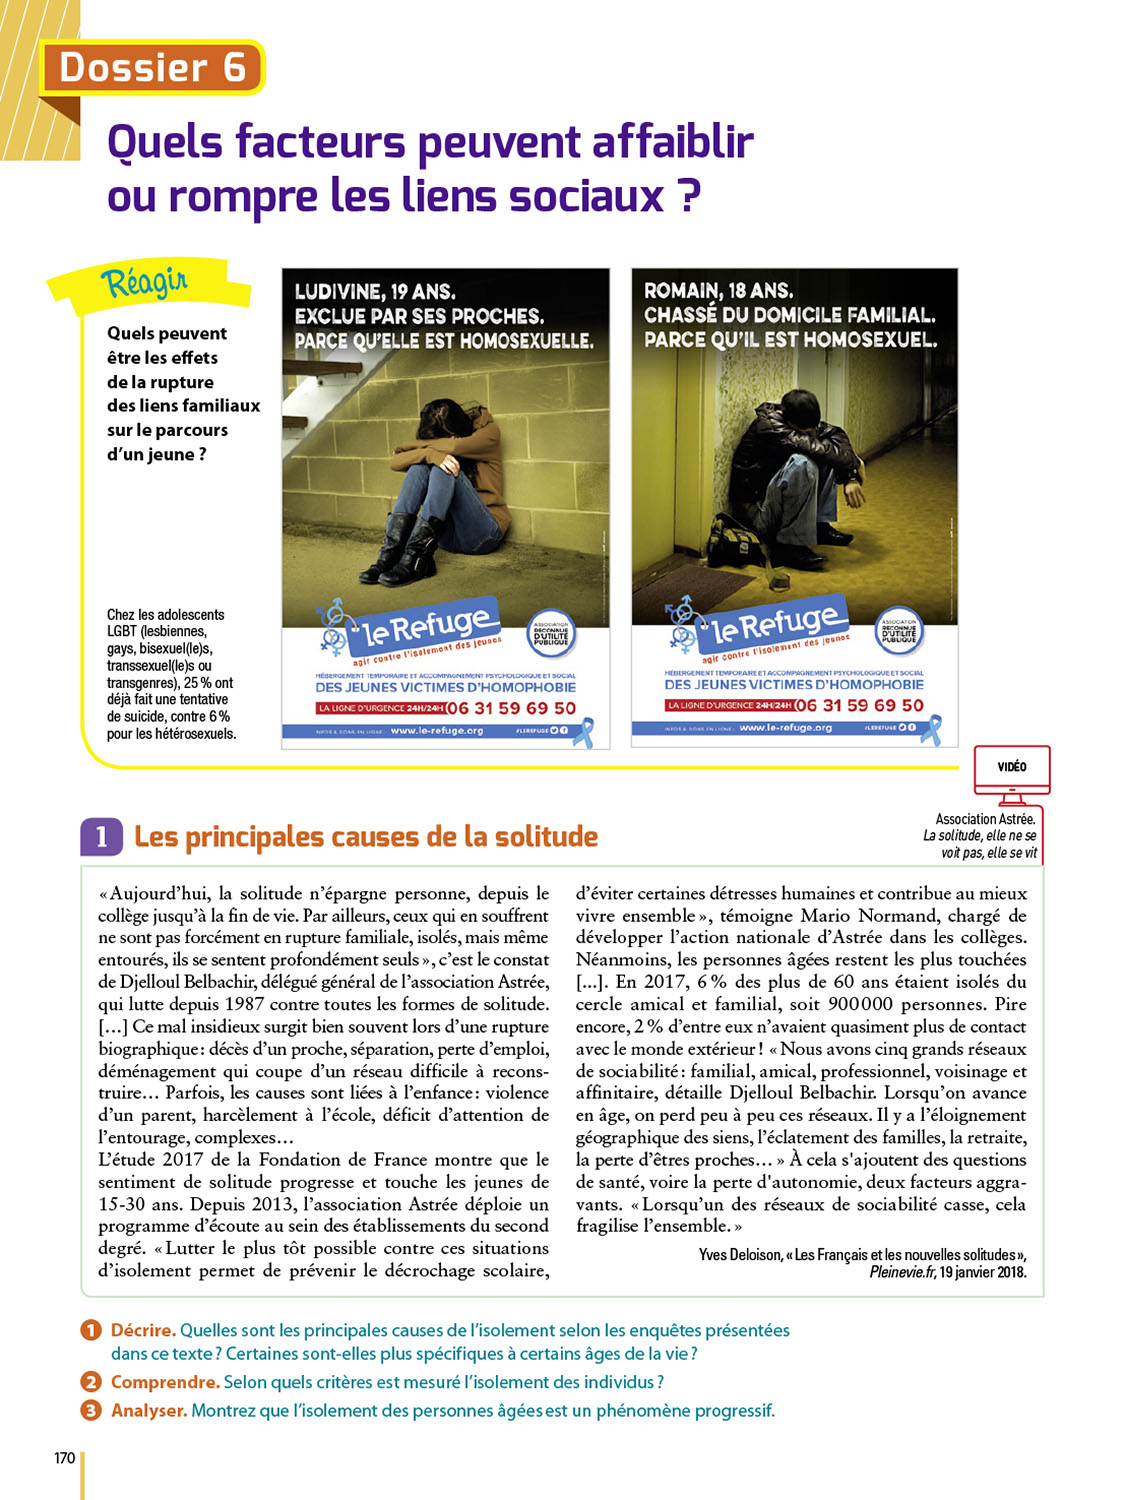 Dossier 6
Quels facteurs peuvent affaiblir
ou rompre les liens sociaux ?
Réagir
Quels peuvent
être les effets
de la rupture
des liens familiaux
sur le parcours
d’un jeune ?
Chez les adolescents
LGBT (lesbiennes,
gays, bisexuel(le)s,
transsexuel(le)s ou
transgenres), 25 % ont
déjà fait une tentative
de suicide, contre 6 %
pour les hétérosexuels.
LUDIVINE, 19 ANS.
EXCLUE PAR SES PROCHES.
PARCE QU’ELLE EST HOMOSEXUELLE.
le Refuge
agir contre l’isolement des jeunes
ASSOCIATION
RECONNUE
D’UTILITÉ
PUBLIQUE
HÉBERGEMENT TEMPORAIRE ET ACCOMPAGNEMENT PSYCHOLOGIQUE ET SOCIAL
DES JEUNES VICTIMES D’HOMOPHOBIE
LA LIGNE D’URGENCE 24H/24H 06 31 59 69 50
INFOS & DONS EN LIGNE : www.le-refuge.org #LEREFUGE
ROMAIN, 18 ANS.
CHASSÉ DU DOMICILE FAMILIAL.
PARCE QU’IL EST HOMOSEXUEL.
le Refuge
agir contre l’isolement des jeunes
ASSOCIATION
RECONNUE
D’UTILITÉ
PUBLIQUE
HÉBERGEMENT TEMPORAIRE ET ACCOMPAGNEMENT PSYCHOLOGIQUE ET SOCIAL
DES JEUNES VICTIMES D’HOMOPHOBIE
LA LIGNE D’URGENCE 24H/24H 06 31 59 69 50
INFOS & DONS EN LIGNE : www.le-refuge.org #LEREFUGE
VIDÉO
Association Astrée.
La solitude, elle ne se
voit pas, elle se vit
1 Les principales causes de la solitude
« Aujourd’hui, la solitude n’épargne personne, depuis le
collège jusqu’à la fin de vie. Par ailleurs, ceux qui en souffrent
ne sont pas forcément en rupture familiale, isolés, mais même
entourés, ils se sentent profondément seuls », c’est le constat
de Djelloul Belbachir, délégué général de l’association Astrée,
qui lutte depuis 1987 contre toutes les formes de solitude.
[…] Ce mal insidieux surgit bien souvent lors d’une rupture
biographique : décès d’un proche, séparation, perte d’emploi,
déménagement qui coupe d’un réseau difficile à recons-
truire… Parfois, les causes sont liées à l’enfance : violence
d’un parent, harcèlement à l’école, déficit d’attention de
l’entourage, complexes…
L’étude 2017 de la Fondation de France montre que le
sentiment de solitude progresse et touche les jeunes de
15-30 ans. Depuis 2013, l’association Astrée déploie un
programme d’écoute au sein des établissements du second
degré. « Lutter le plus tôt possible contre ces situations
d’isolement permet de prévenir le décrochage scolaire,
d’éviter certaines détresses humaines et contribue au mieux
vivre ensemble », témoigne Mario Normand, chargé de
développer l’action nationale d’Astrée dans les collèges.
Néanmoins, les personnes âgées restent les plus touchées
[...]. En 2017, 6 % des plus de 60 ans étaient isolés du
cercle amical et familial, soit 900 000 personnes. Pire
encore, 2 % d’entre eux n’avaient quasiment plus de contact
avec le monde extérieur ! « Nous avons cinq grands réseaux
de sociabilité : familial, amical, professionnel, voisinage et
affinitaire, détaille Djelloul Belbachir. Lorsqu’on avance
en âge, on perd peu à peu ces réseaux. Il y a l’éloignement
géographique des siens, l’éclatement des familles, la retraite,
la perte d’êtres proches… » À cela s'ajoutent des questions
de santé, voire la perte d'autonomie, deux facteurs aggra-
vants. « Lorsqu’un des réseaux de sociabilité casse, cela
fragilise l’ensemble. »
Yves Deloison, « Les Français et les nouvelles solitudes »,
Pleinevie.fr, 19 janvier 2018.
1 Décrire. Quelles sont les principales causes de l’isolement selon les enquêtes présentées
dans ce texte ? Certaines sont-elles plus spécifiques à certains âges de la vie ?
2 Comprendre. Selon quels critères est mesuré l’isolement des individus ?
3 Analyser. Montrez que l’isolement des personnes âgées est un phénomène progressif.
170